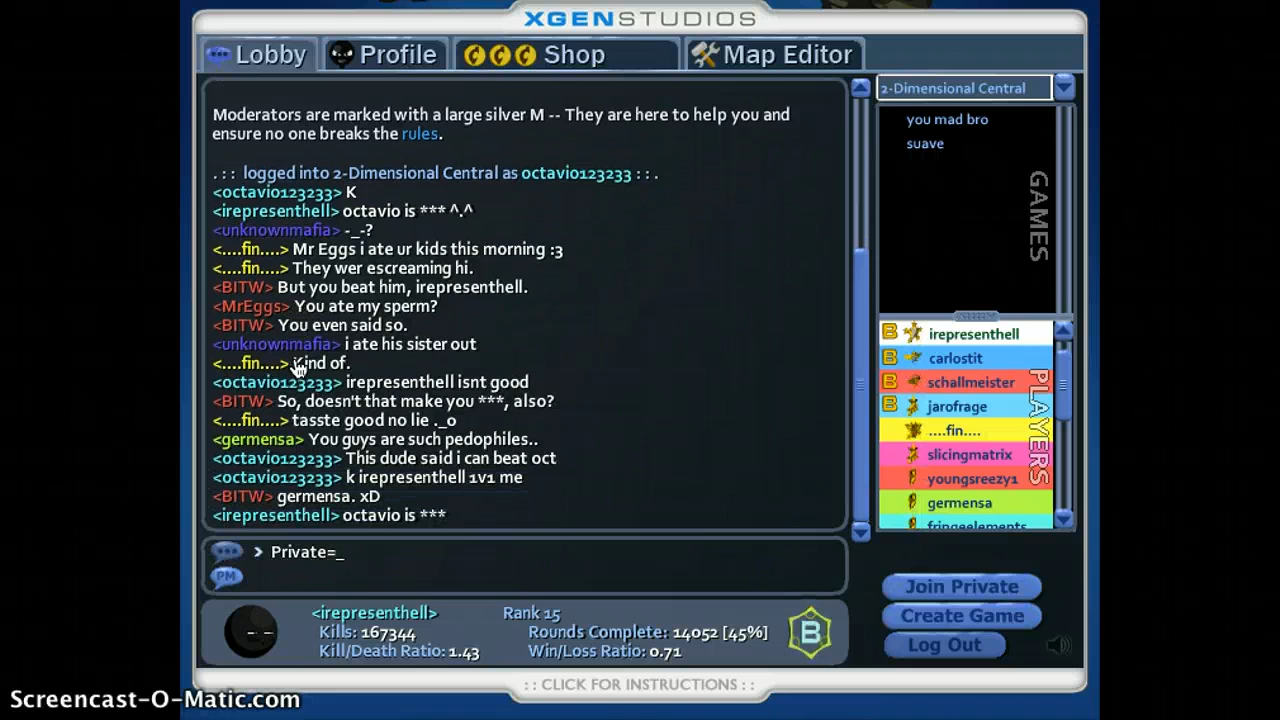 XGENSTUDIOS
Lobby
Profile
Shop
Map Editor
Moderators are marked with a large silver M -- They are here to help you and
ensure no one breaks the rules.
. : :  logged into 2-Dimensional Central as octavio123233 : : .
<octavio123233> K
<irepresenthell> octavio is *** ^.^
<unknownmafia> -_-?
<....fin....> Mr Eggs i ate ur kids this morning :3
<....fin....> They wer escreaming hi.
<BITW> But you beat him, irepresenthell.
<MrEggs> You ate my sperm?
<BITW> You even said so.
<unknownmafia> i ate his sister out
<....fin....> Kind of.
<octavio123233> irepresenthell isnt good
<BITW> So, doesn't that make you ***, also?
<....fin....> tasste good no lie ._o
<germensa> You guys are such pedophiles..
<octavio123233> This dude said i can beat oct
<octavio123233> k irepresenthell 1v1 me
<BITW> germensa. xD
<irepresenthell> octavio is ***
> Private=_
PM
<irepresenthell> Rank 15
Kills: 167344 Rounds Complete: 14052 [45%]
Kill/Death Ratio: 1.43 Win/Loss Ratio: 0.71
B
2-Dimensional Central
you mad bro
suave
GAMES
B irepresenthell
B carlostit
B schallmeister
B jarofrage
....fin....
slicingmatrix
youngsreezy1
germensa
fringeelements
PLAYERS
Join Private
Create Game
Log Out
: : CLICK FOR INSTRUCTIONS : :
Screencast-O-Matic.com